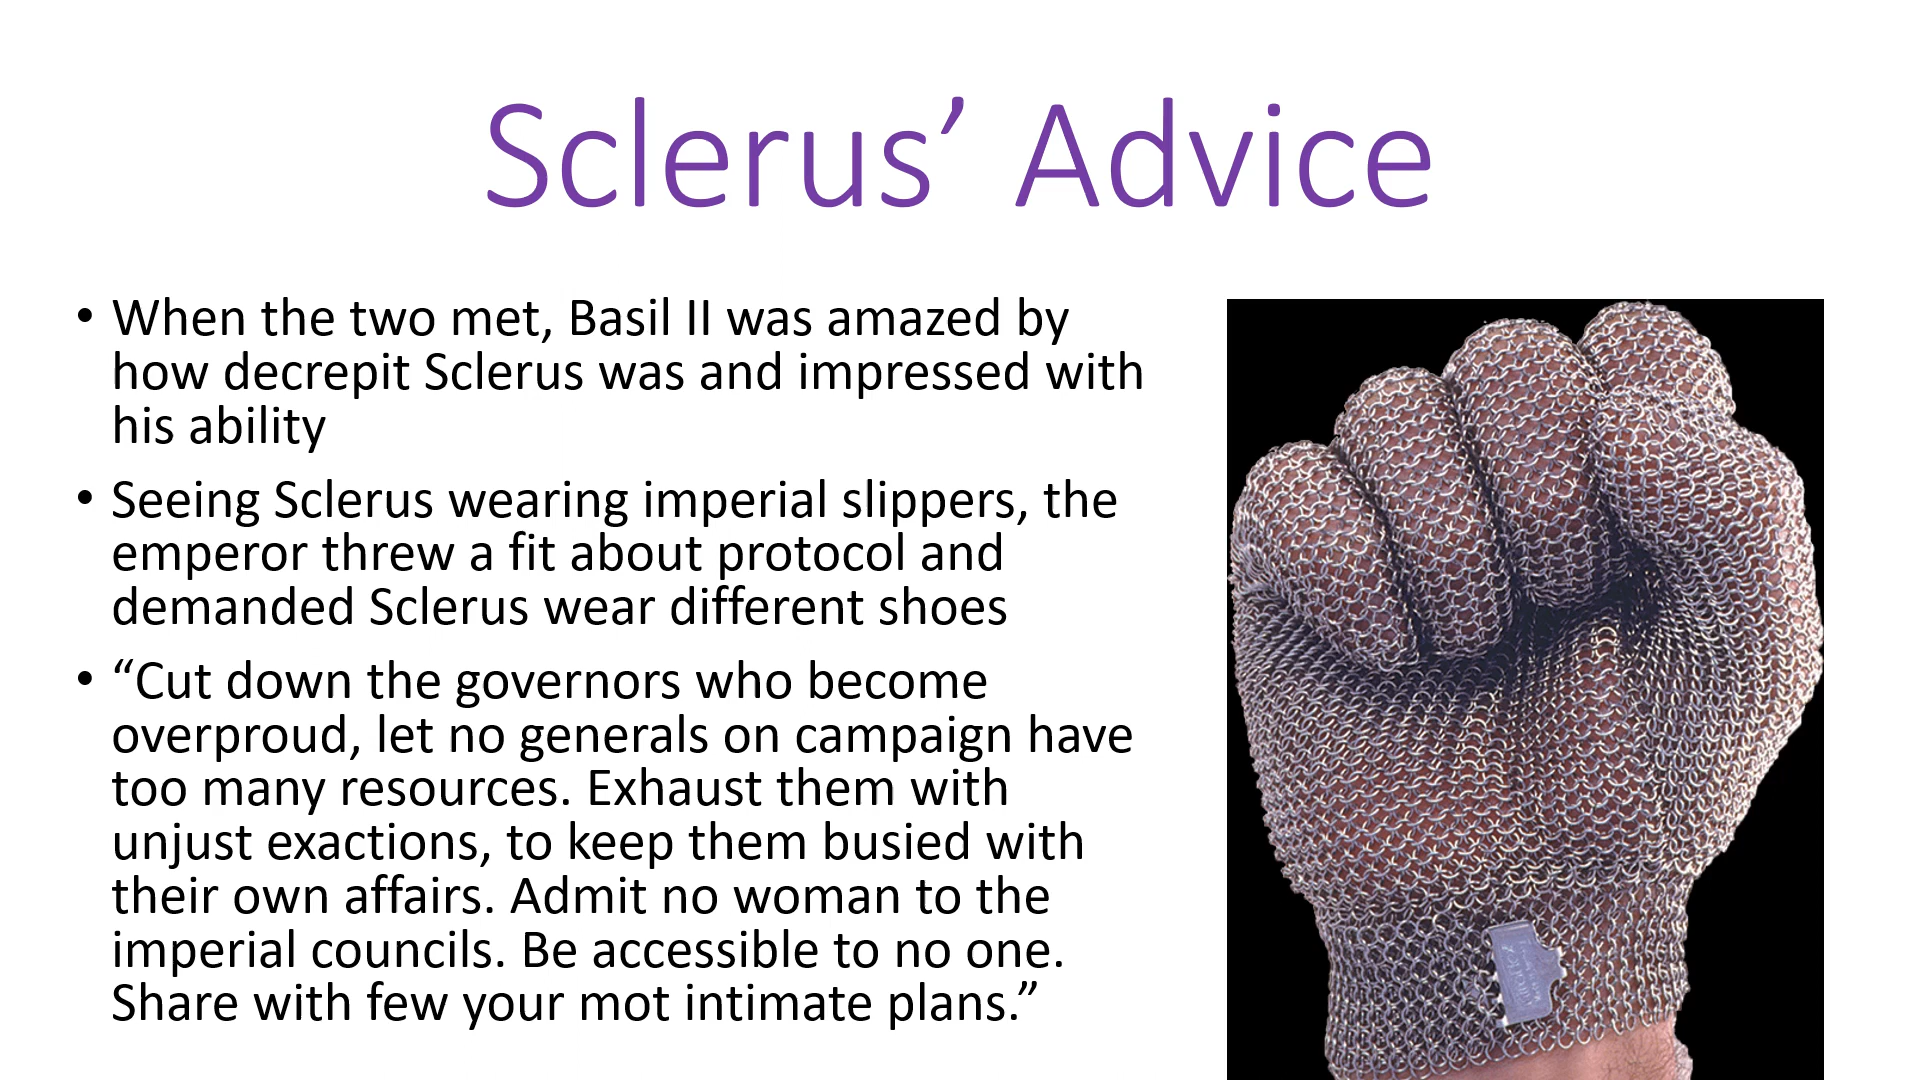 Sclerus’ Advice
• When the two met, Basil II was amazed by
how decrepit Sclerus was and impressed with
his ability
• Seeing Sclerus wearing imperial slippers, the
emperor threw a fit about protocol and
demanded Sclerus wear different shoes
• “Cut down the governors who become
overproud, let no generals on campaign have
too many resources. Exhaust them with
unjust exactions, to keep them busied with
their own affairs. Admit no woman to the
imperial councils. Be accessible to no one.
Share with few your mot intimate plans.”